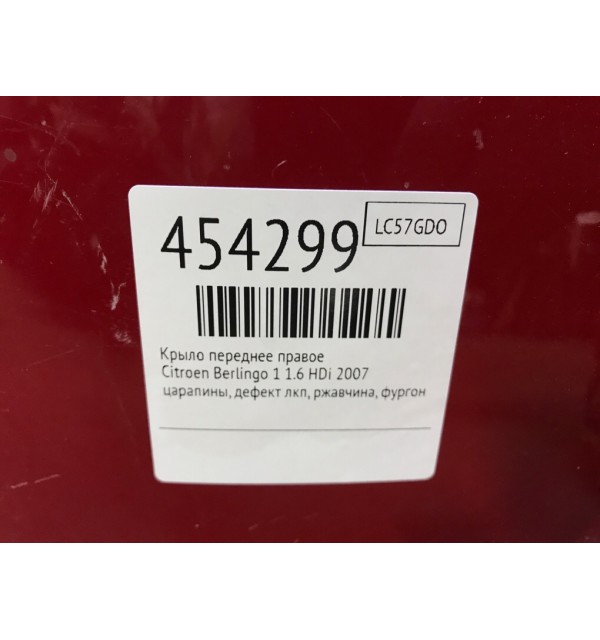 454299
LC57GDO
Крыло переднее правое
Citroen Berlingo 1 1.6 HDi 2007
царапины, дефект лкп, ржавчина, фургон